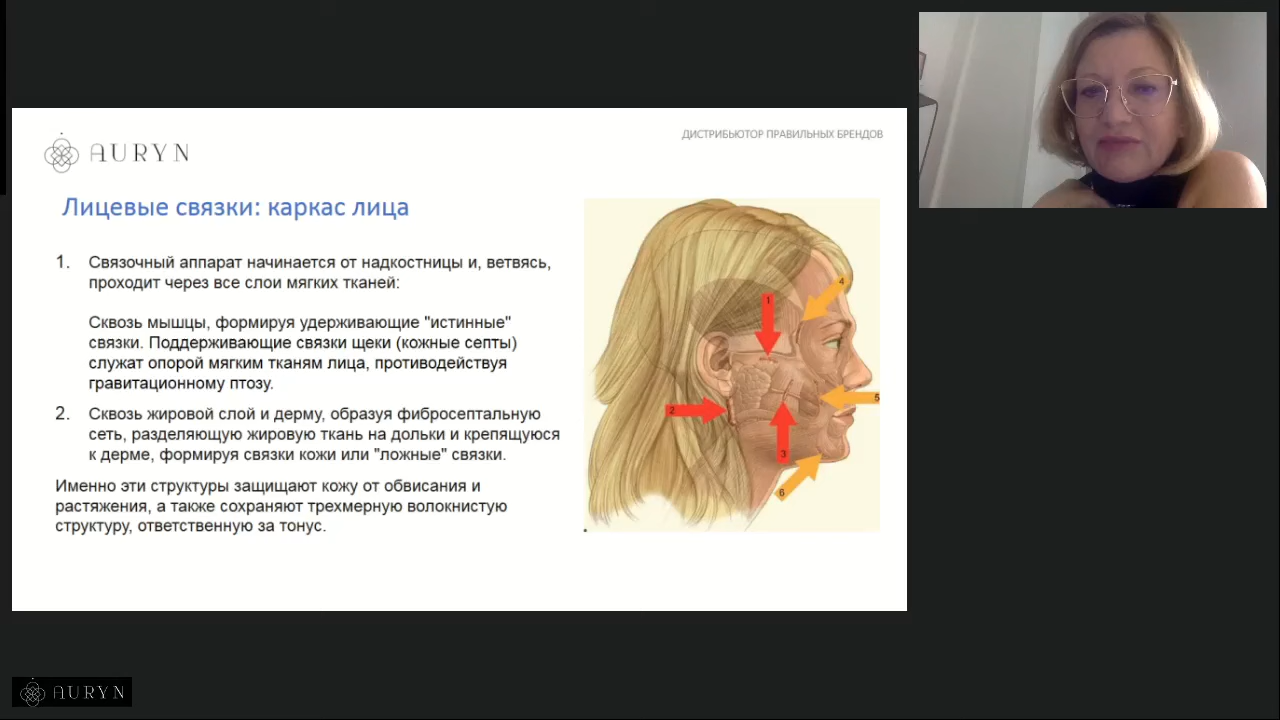 AURYN
ДИСТРИБЬЮТОР ПРАВИЛЬНЫХ БРЕНДОВ
Лицевые связки: каркас лица
1. Связочный аппарат начинается от надкостницы и, ветвясь,
проходит через все слои мягких тканей:
Сквозь мышцы, формируя удерживающие "истинные"
связки. Поддерживающие связки щеки (кожные септы)
служат опорой мягким тканям лица, противодействуя
гравитационному птозу.
2. Сквозь жировой слой и дерму, образуя фибросептальную
сеть, разделяющую жировую ткань на дольки и крепящуюся
к дерме, формируя связки кожи или "ложные" связки.
Именно эти структуры защищают кожу от обвисания и
растяжения, а также сохраняют трехмерную волокнистую
структуру, ответственную за тонус.
4
1
5
2
3
6
AURYN